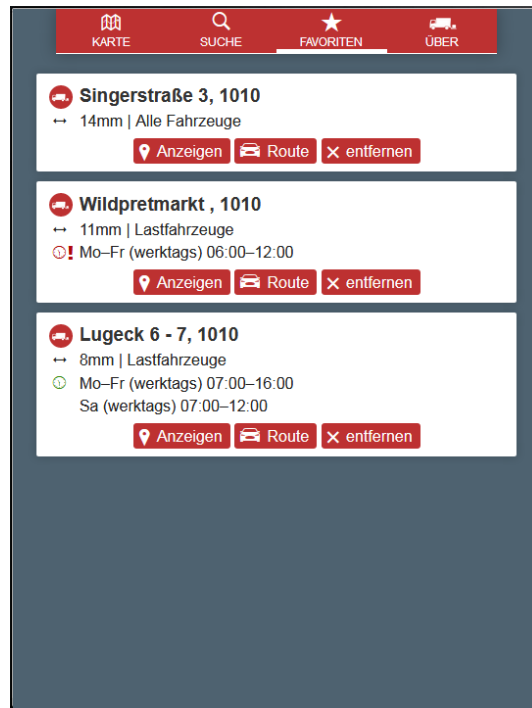 KARTE
SUCHE
FAVORITEN
ÜBER
Singerstraße 3, 1010
14mm | Alle Fahrzeuge
Anzeigen Route entfernen
Wildpretmarkt , 1010
11mm | Lastfahrzeuge
Mo–Fr (werktags) 06:00–12:00
Anzeigen Route entfernen
Lugeck 6 - 7, 1010
8mm | Lastfahrzeuge
Mo–Fr (werktags) 07:00–16:00
Sa (werktags) 07:00–12:00
Anzeigen Route entfernen